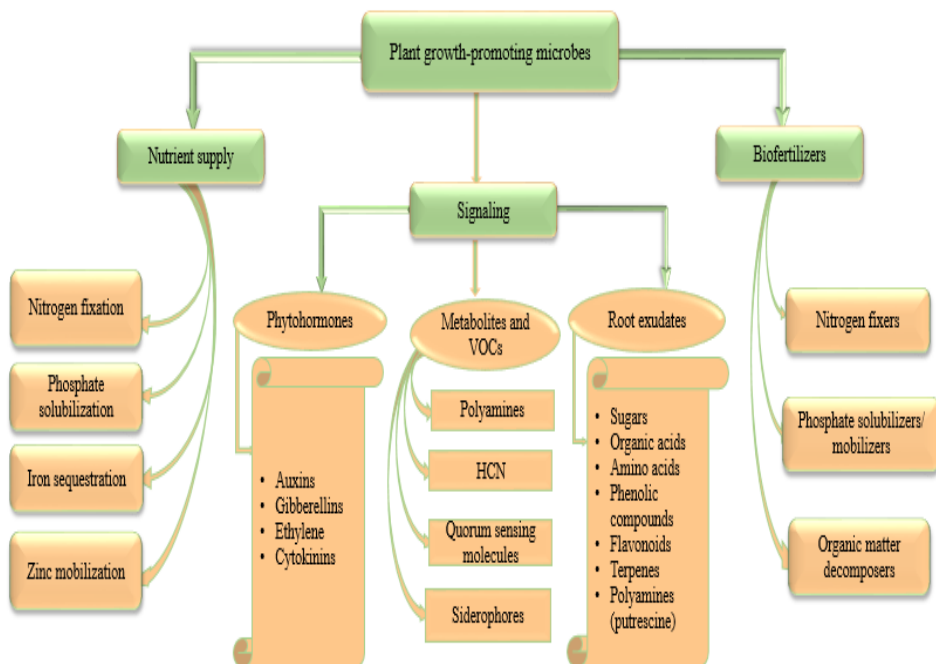 Plant growth-promoting microbes
Nutrient supply
Biofertilizers
Signaling
Nitrogen fixation
Phosphate
solubilization
Iron sequestration
Zinc mobilization
Phytohormones
• Auxins
• Gibberellins
• Ethylene
• Cytokinins
Metabolites and
VOCs
Polyamines
HCN
Quorum sensing
molecules
Siderophores
Root exudates
• Sugars
• Organic acids
• Amino acids
• Phenolic
compounds
• Flavonoids
• Terpenes
• Polyamines
(putrescine)
Nitrogen fixers
Phosphate solubilizers/
mobilizers
Organic matter
decomposers